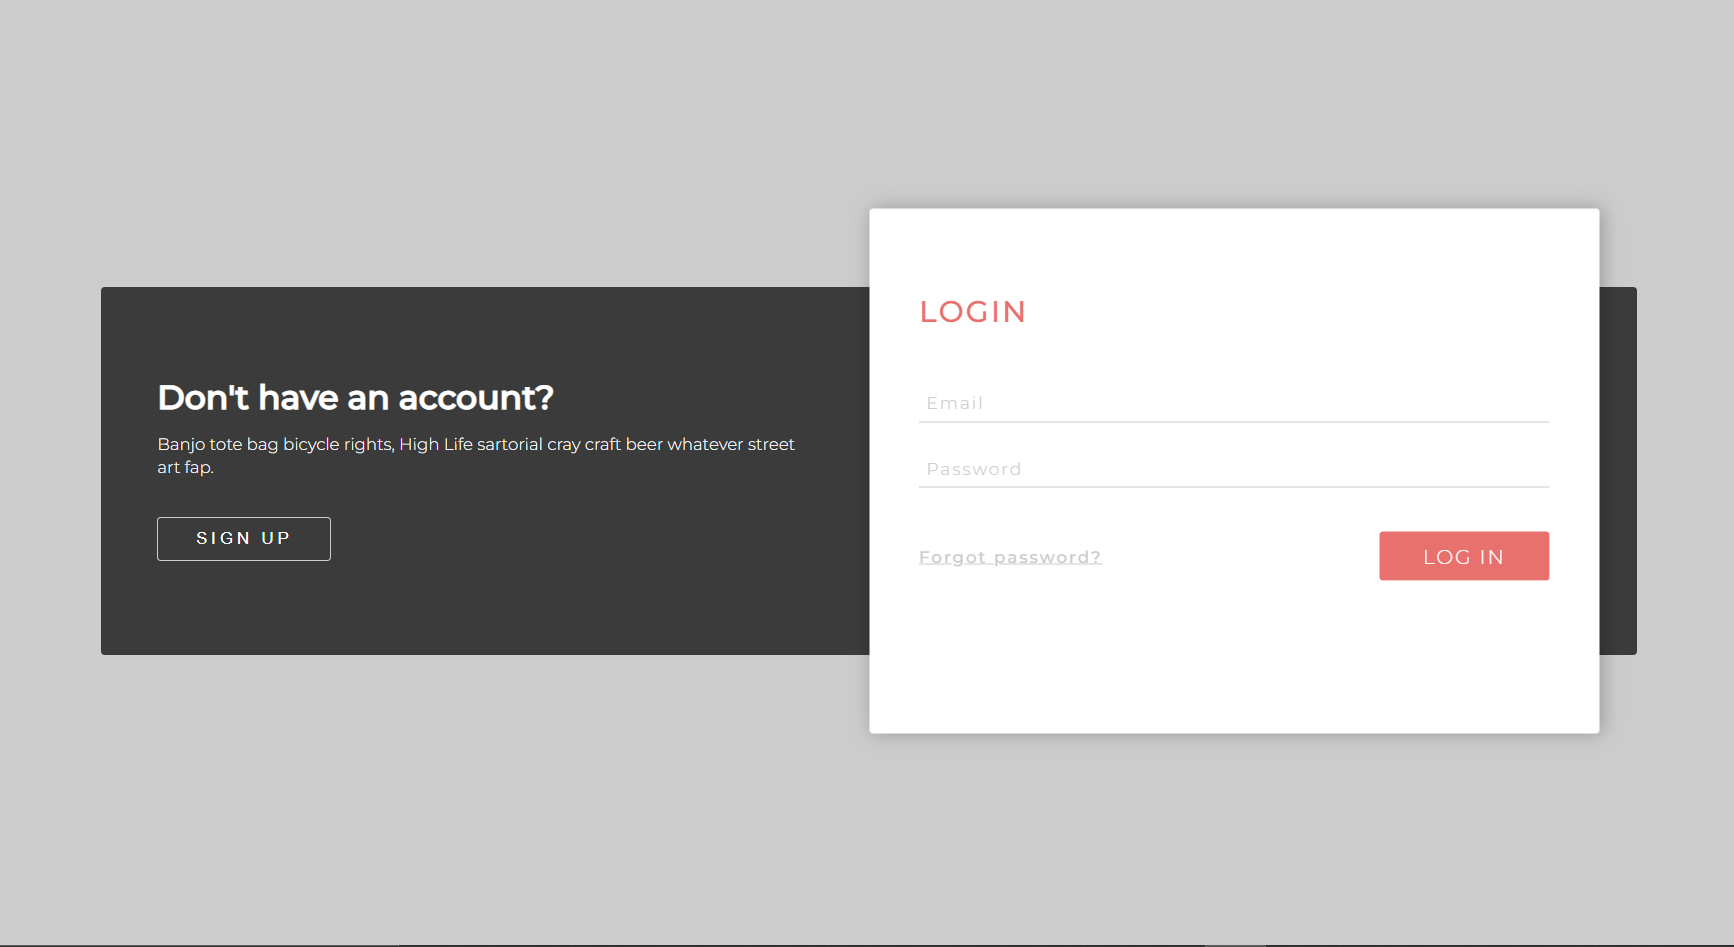 Don't have an account?
Banjo tote bag bicycle rights, High Life sartorial cray craft beer whatever street
art fap.
SIGN UP
LOGIN
Email
Password
Forgot password?
LOG IN